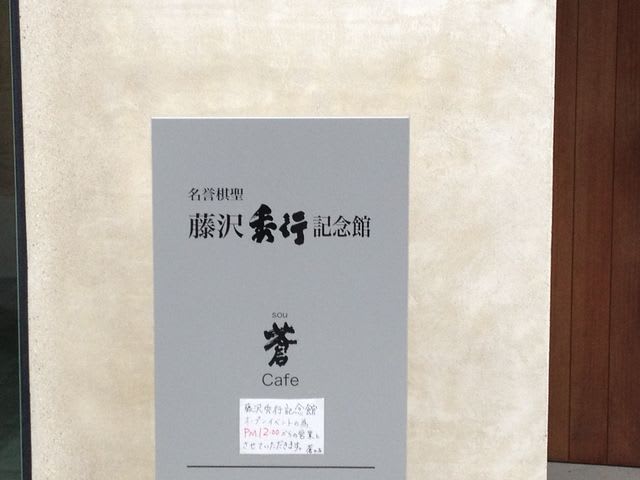 名誉棋聖
藤沢秀行記念館
sou
蒼
Cafe
藤沢秀行記念館
オープンイベントの為、
PM12:00からの営業と
させていただきます。